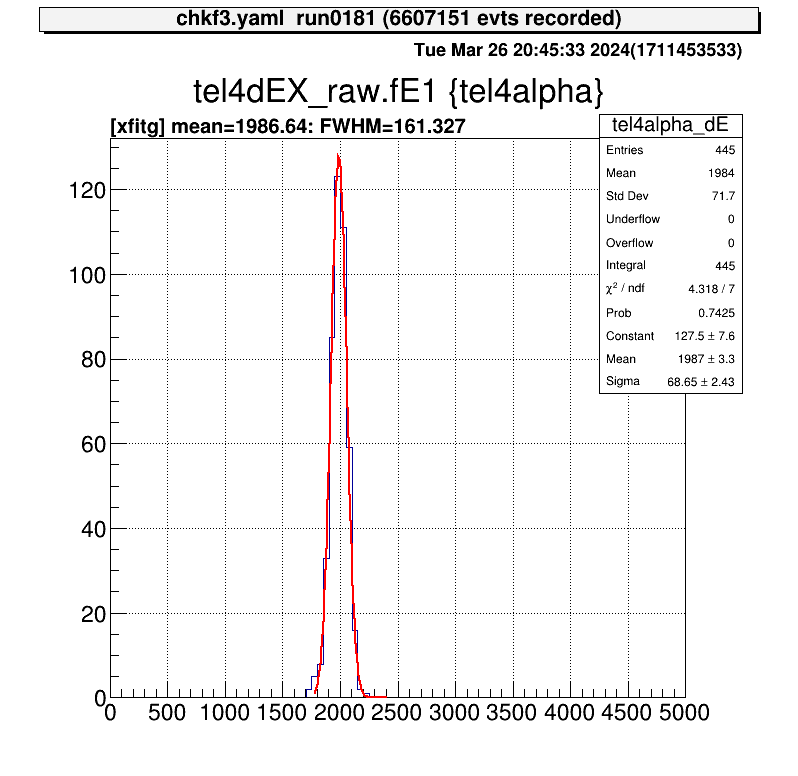 chkf3.yaml run0181 (6607151 evts recorded)
Tue Mar 26 20:45:33 2024(1711453533)
tel4dEX_raw.fE1 {tel4alpha}
[xfitg] mean=1986.64: FWHM=161.327
tel4alpha_dE
Entries 445
Mean 1984
Std Dev 71.7
Underflow 0
Overflow 0
Integral 445
χ² / ndf 4.318 / 7
Prob 0.7425
Constant 127.5 ± 7.6
Mean 1987 ± 3.3
Sigma 68.65 ± 2.43
120
100
80
60
40
20
0
0 500 1000 1500 2000 2500 3000 3500 4000 4500 5000